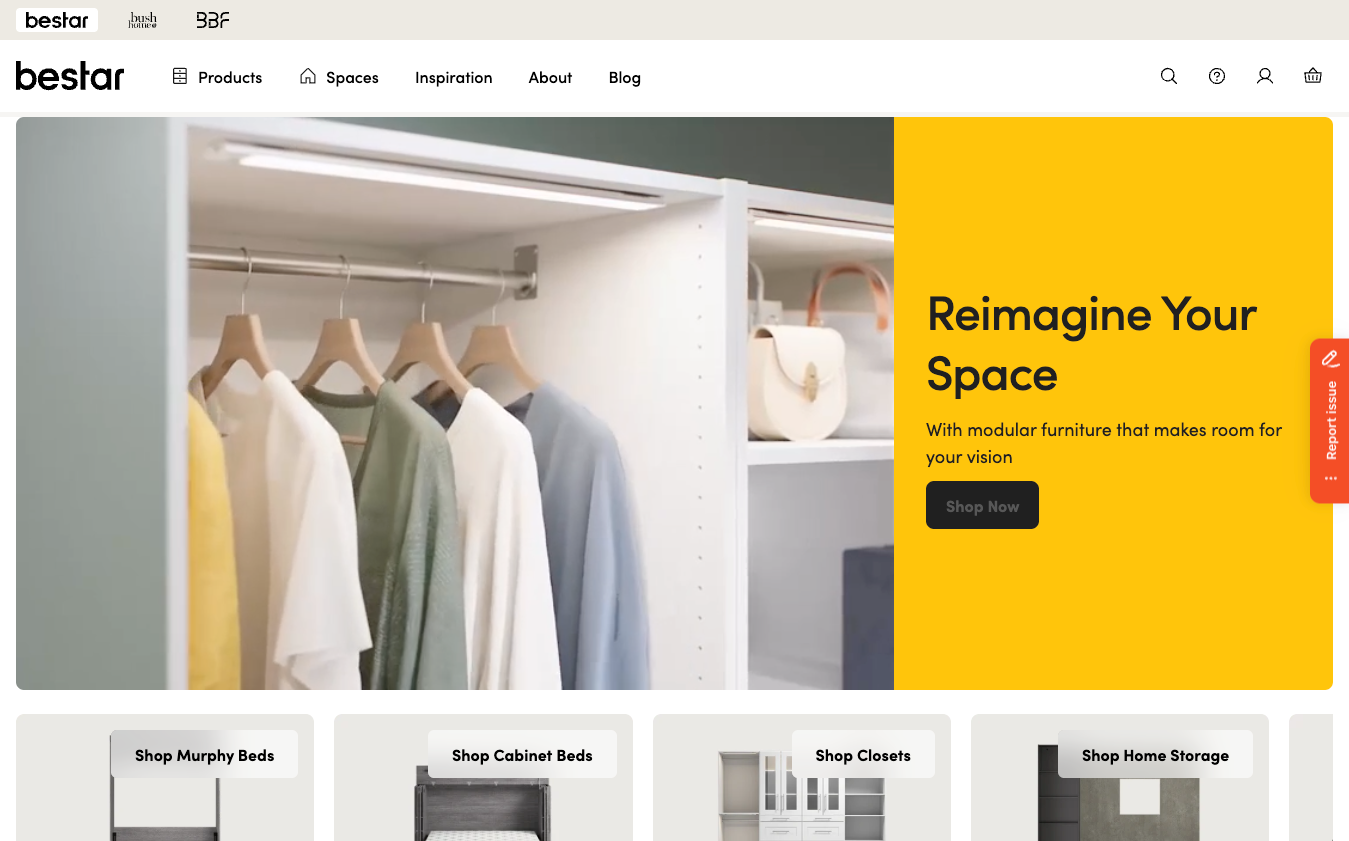 bestar
bush
home
BBF
bestar
Products
Spaces
Inspiration
About
Blog
Reimagine Your
Space
With modular furniture that makes room for
your vision
Shop Now
Report issue
Shop Murphy Beds
Shop Cabinet Beds
Shop Closets
Shop Home Storage